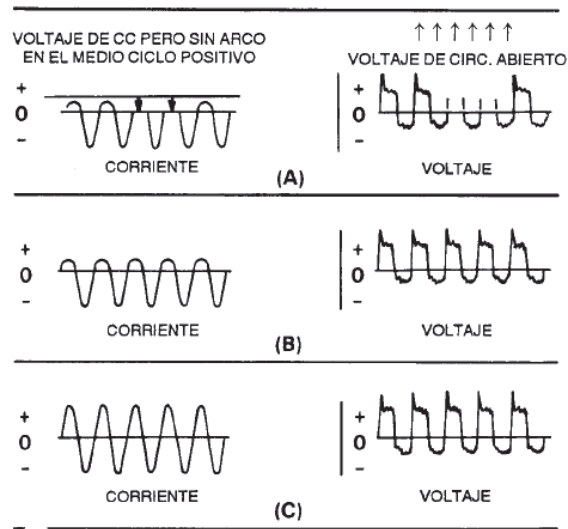 VOLTAJE DE CC PERO SIN ARCO
EN EL MEDIO CICLO POSITIVO
+
0
–
CORRIENTE
↑ ↑ ↑ ↑ ↑ ↑
VOLTAJE DE CIRC. ABIERTO
+
0
–
VOLTAJE
(A)
+
0
–
CORRIENTE
+
0
–
VOLTAJE
(B)
+
0
–
CORRIENTE
+
0
–
VOLTAJE
(C)